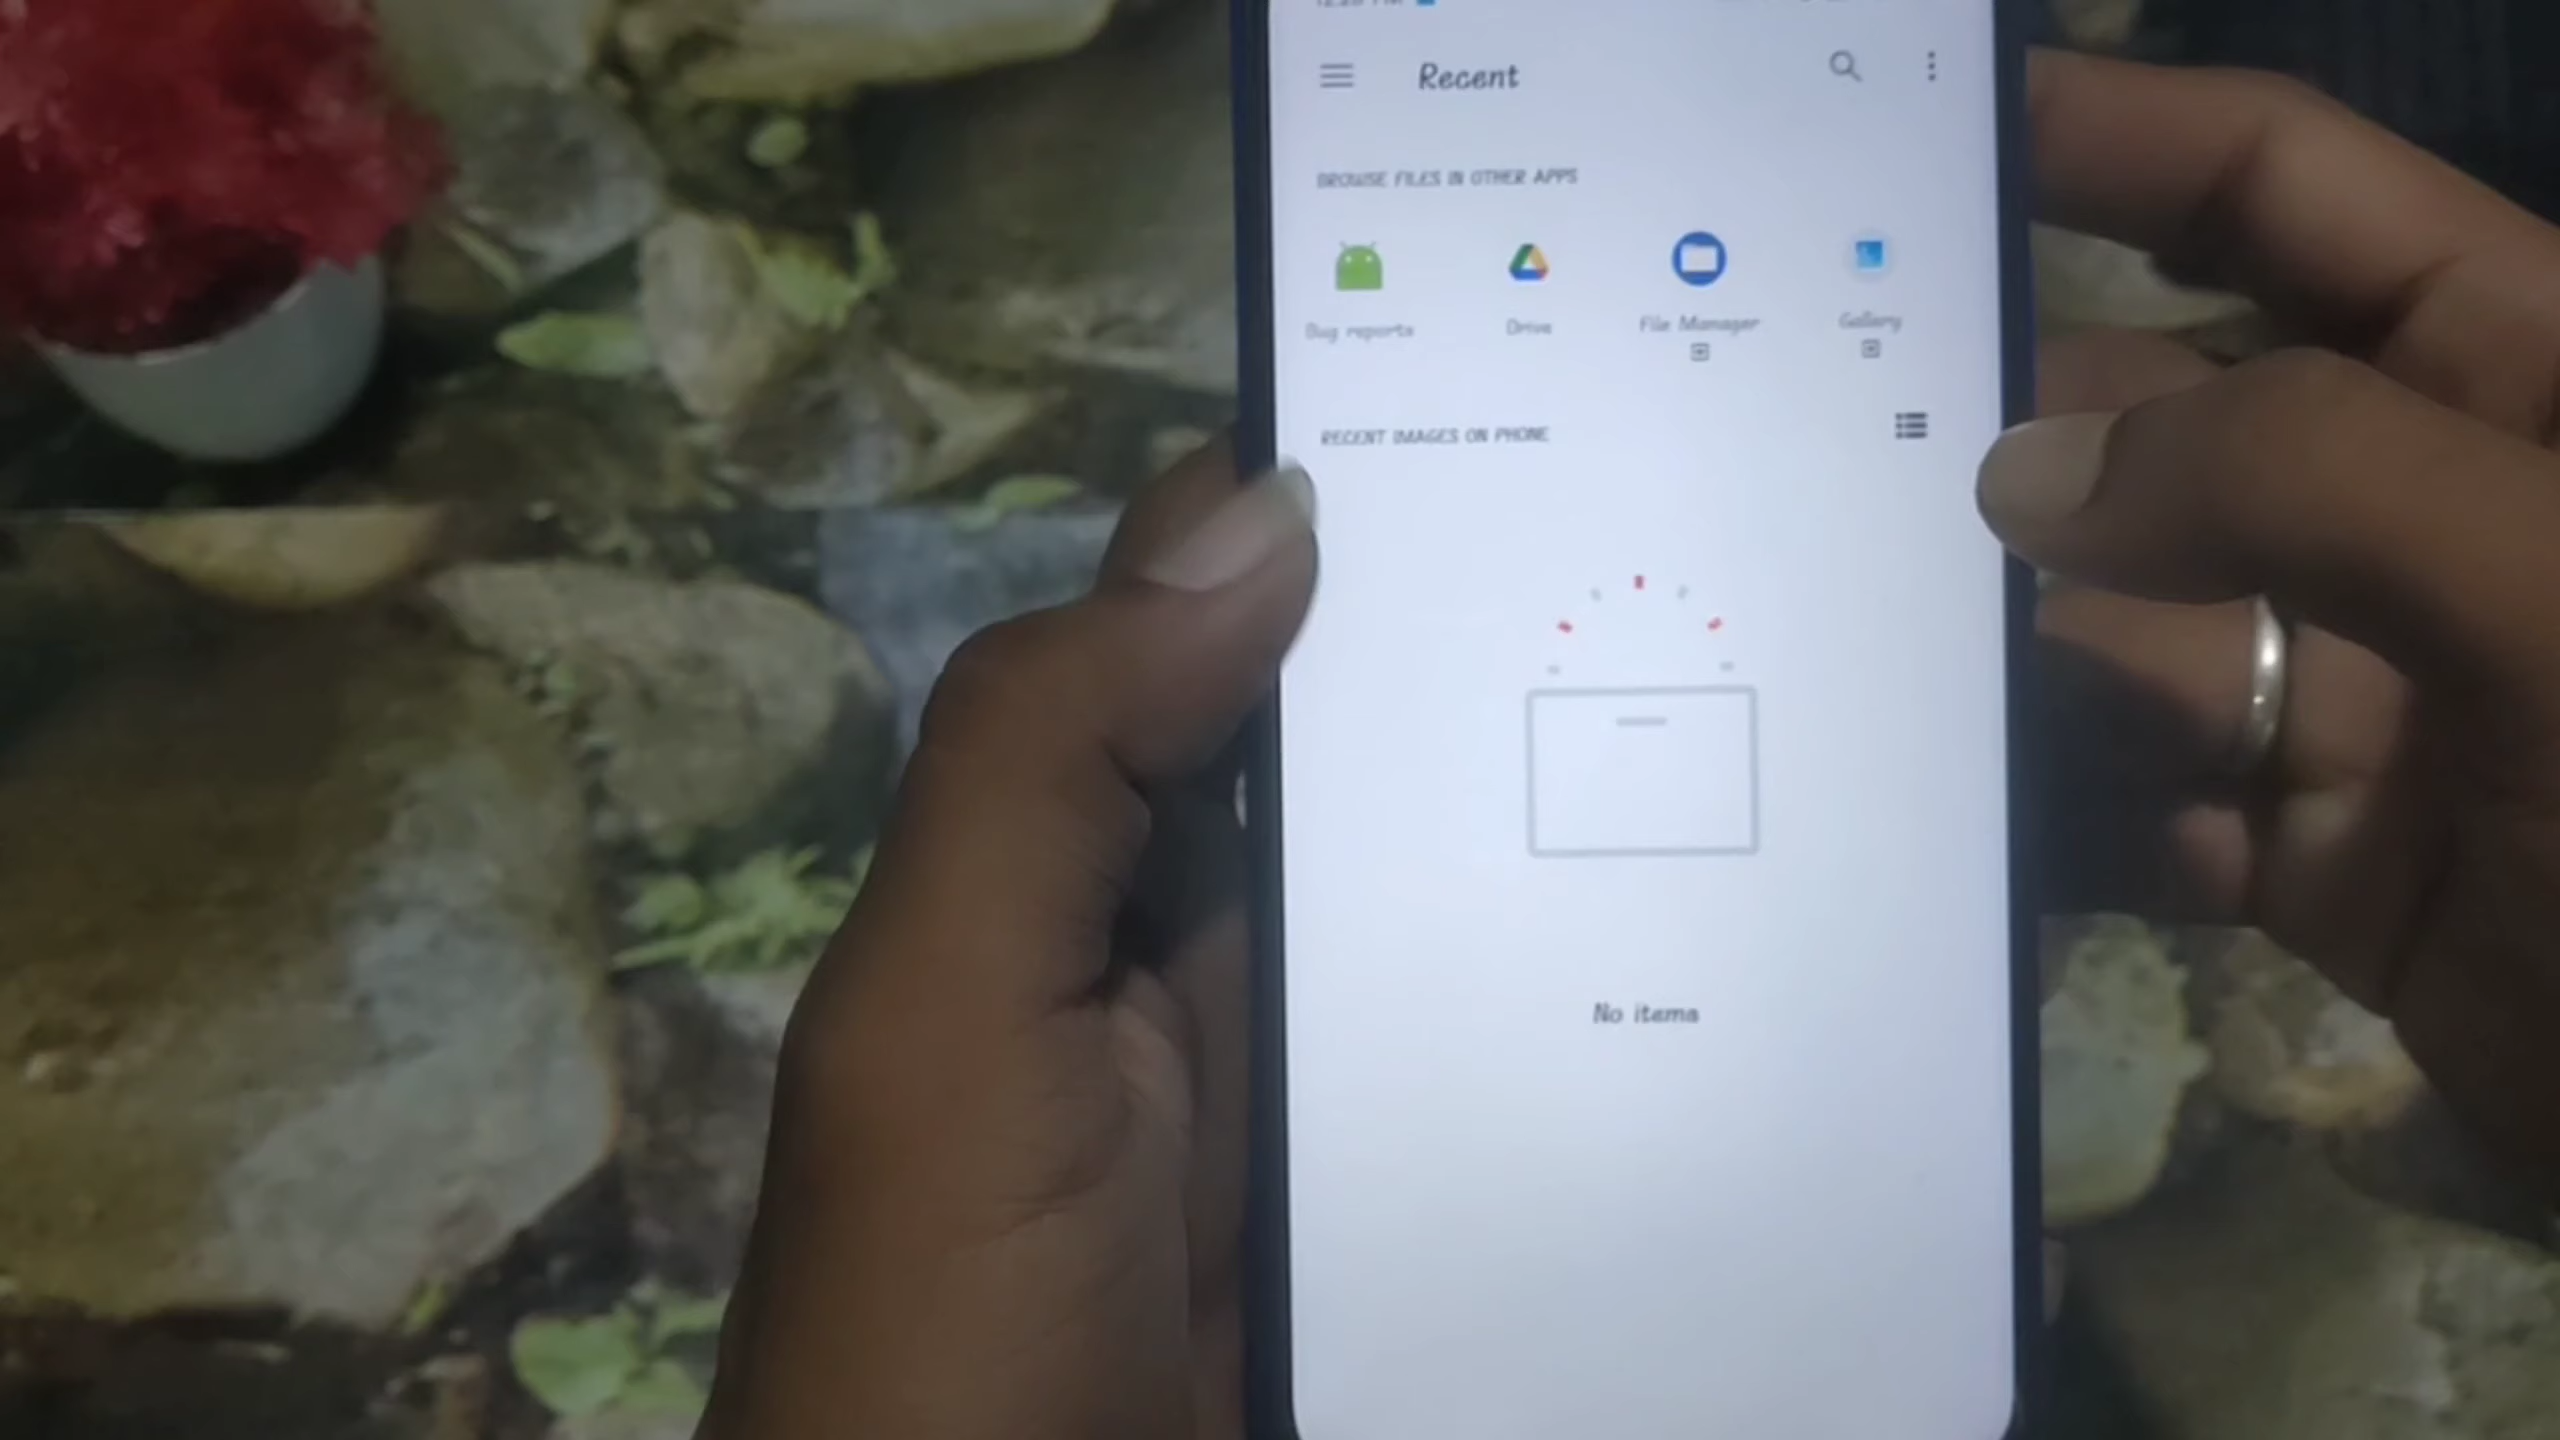 Recent
BROWSE FILES IN OTHER APPS
Bug reports
Drive
File Manager
Gallery
RECENT IMAGES ON PHONE
No items